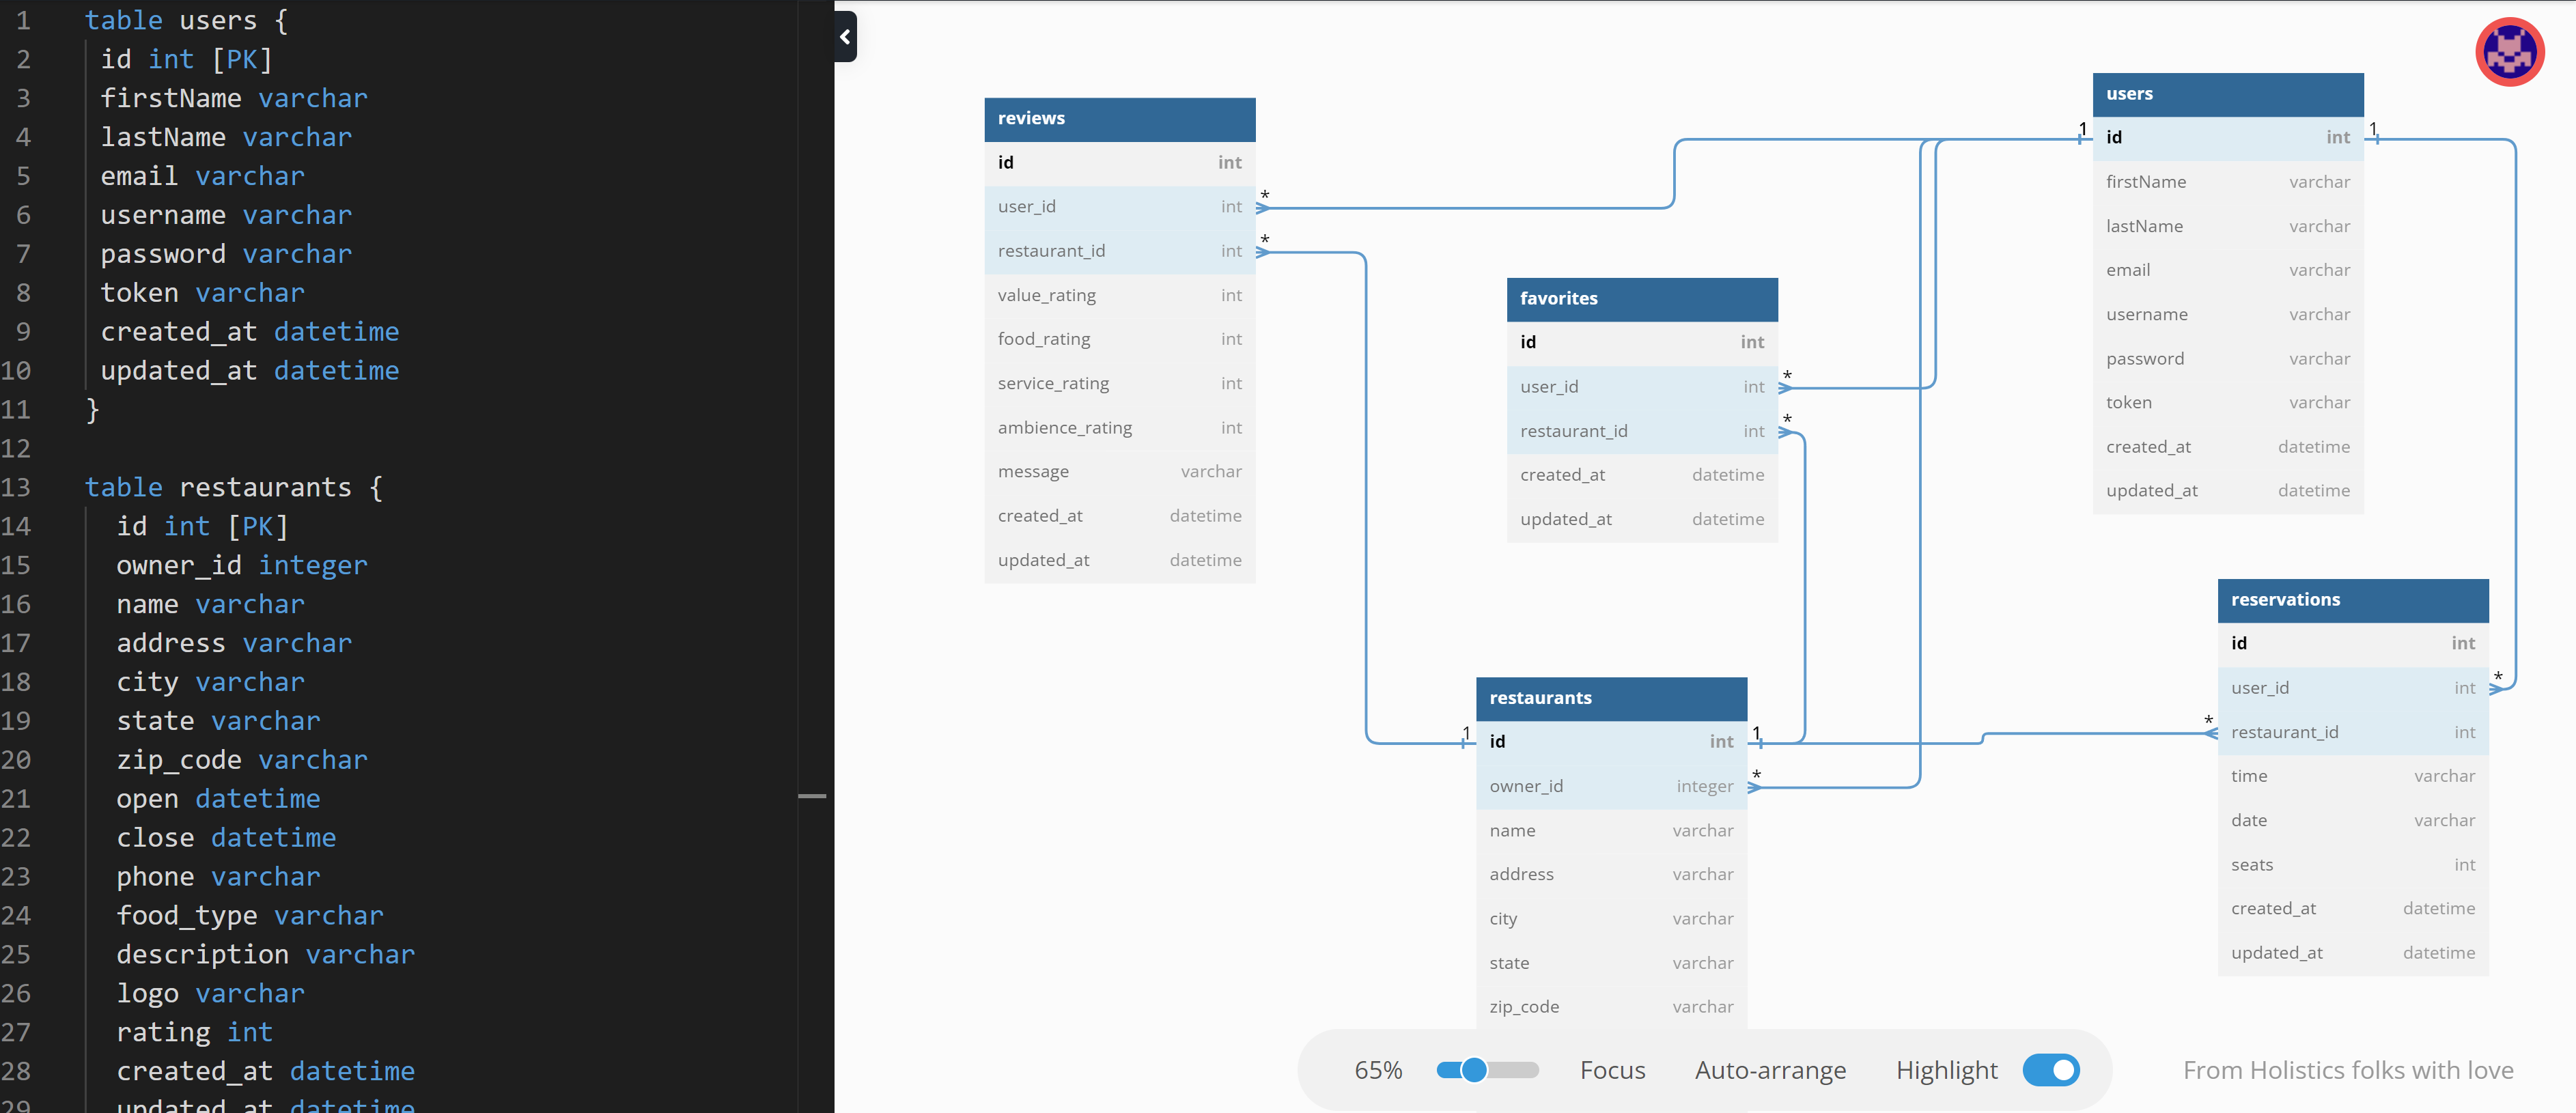 1 table users {
2 id int [PK]
3 firstName varchar
4 lastName varchar
5 email varchar
6 username varchar
7 password varchar
8 token varchar
9 created_at datetime
10 updated_at datetime
11 }
12
13 table restaurants {
14 id int [PK]
15 owner_id integer
16 name varchar
17 address varchar
18 city varchar
19 state varchar
20 zip_code varchar
21 open datetime
22 close datetime
23 phone varchar
24 food_type varchar
25 description varchar
26 logo varchar
27 rating int
28 created_at datetime
29 updated_at datetime
reviews
id int
user_id int *
restaurant_id int *
value_rating int
food_rating int
service_rating int
ambience_rating int
message varchar
created_at datetime
updated_at datetime
favorites
id int
user_id int *
restaurant_id int *
created_at datetime
updated_at datetime
users
1 id int 1
firstName varchar
lastName varchar
email varchar
username varchar
password varchar
token varchar
created_at datetime
updated_at datetime
restaurants
1 id int 1
owner_id integer *
name varchar
address varchar
city varchar
state varchar
zip_code varchar
reservations
id int
user_id int *
* restaurant_id int
time varchar
date varchar
seats int
created_at datetime
updated_at datetime
65% Focus Auto-arrange Highlight
From Holistics folks with love